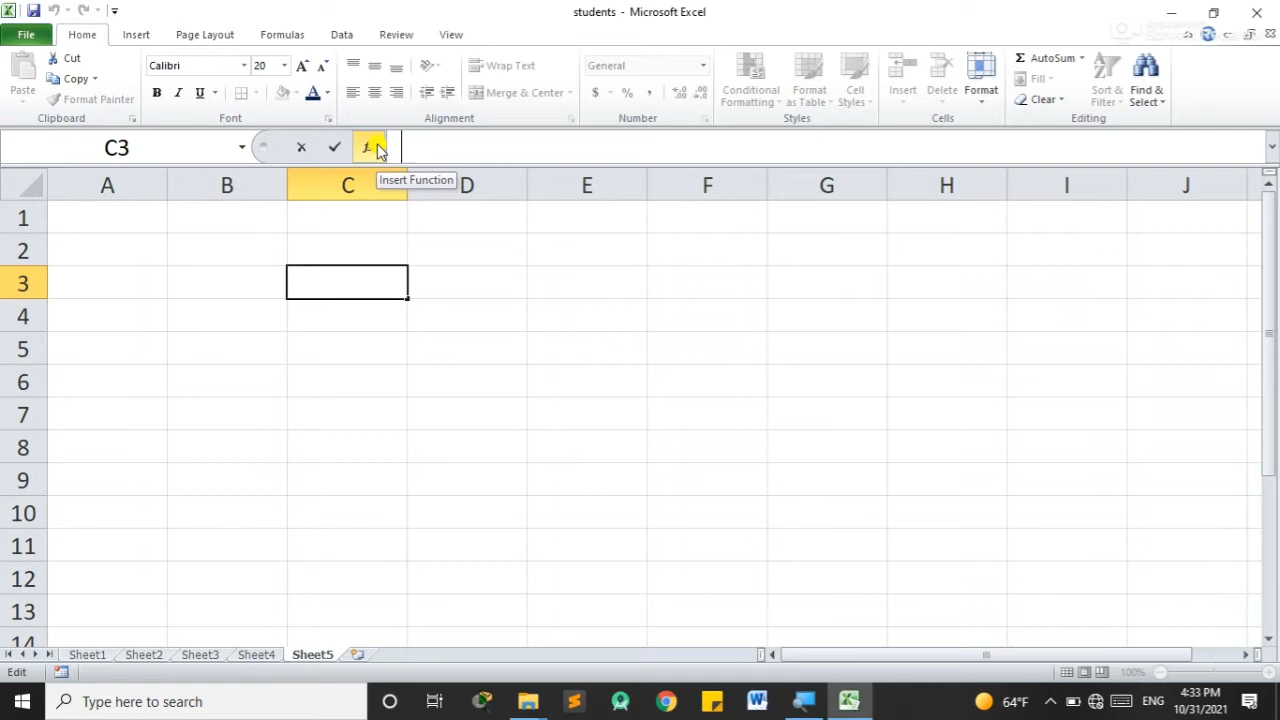 students - Microsoft Excel
File Home Insert Page Layout Formulas Data Review View
Cut
Copy
Format Painter
Paste
Clipboard
Calibri 20
B I U A
Font
Wrap Text
Merge & Center
Alignment
General
$ % ,
Number
Conditional Formatting
Format as Table
Cell Styles
Styles
Insert Delete Format
Cells
AutoSum
Fill
Clear
Sort & Filter
Find & Select
Editing
C3
Insert Function
A B C D E F G H I J
1
2
3
4
5
6
7
8
9
10
11
12
13
14
Sheet1 Sheet2 Sheet3 Sheet4 Sheet5
Edit 100%
Type here to search
64°F
ENG
4:33 PM
10/31/2021